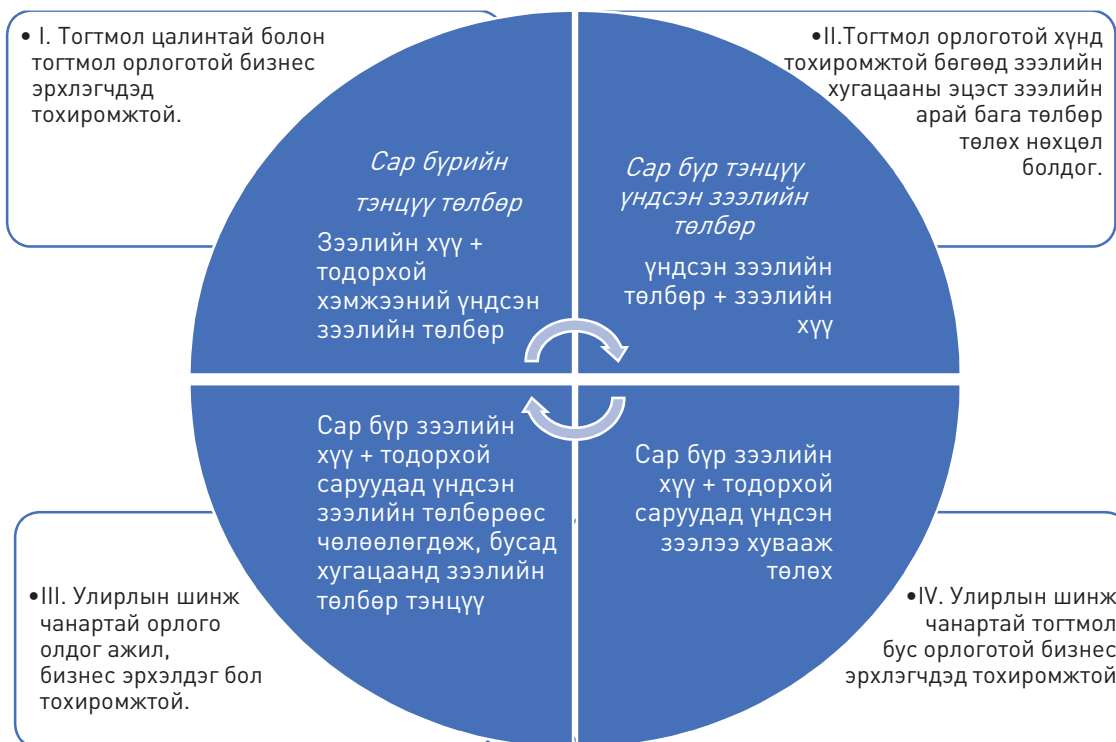 • I. Тогтмол цалинтай болон
тогтмол орлоготой бизнес
эрхлэгчдэд
тохиромжтой.
•II.Тогтмол орлоготой хүнд
тохиромжтой бөгөөд зээлийн
хугацааны эцэст зээлийн
арай бага төлбөр
төлөх нөхцөл
болдог.
Сар бүрийн
тэнцүү төлбөр
Зээлийн хүү +
тодорхой
хэмжээний үндсэн
зээлийн төлбөр
Сар бүр тэнцүү
үндсэн зээлийн
төлбөр
үндсэн зээлийн
төлбөр + зээлийн
хүү
Сар бүр зээлийн
хүү + тодорхой
саруудад үндсэн
зээлийн төлбөрөөс
чөлөөлөгдөж, бусад
хугацаанд зээлийн
төлбөр тэнцүү
Сар бүр зээлийн
хүү + тодорхой
саруудад үндсэн
зээлээ хувааж
төлөх
•III. Улирлын шинж
чанартай орлого
олдог ажил,
бизнес эрхэлдэг бол
тохиромжтой.
•IV. Улирлын шинж
чанартай тогтмол
бус орлоготой бизнес
эрхлэгчдэд тохиромжтой